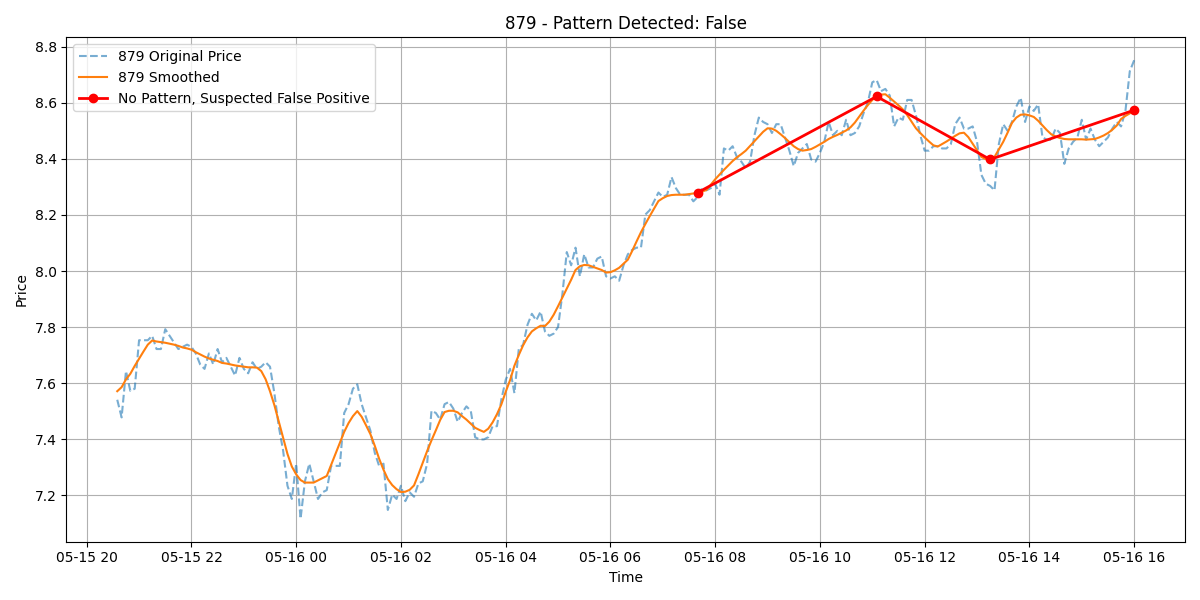 879 - Pattern Detected: False
879 Original Price
879 Smoothed
No Pattern, Suspected False Positive
Price
8.8
8.6
8.4
8.2
8.0
7.8
7.6
7.4
7.2
05-15 20 05-15 22 05-16 00 05-16 02 05-16 04 05-16 06 05-16 08 05-16 10 05-16 12 05-16 14 05-16 16
Time